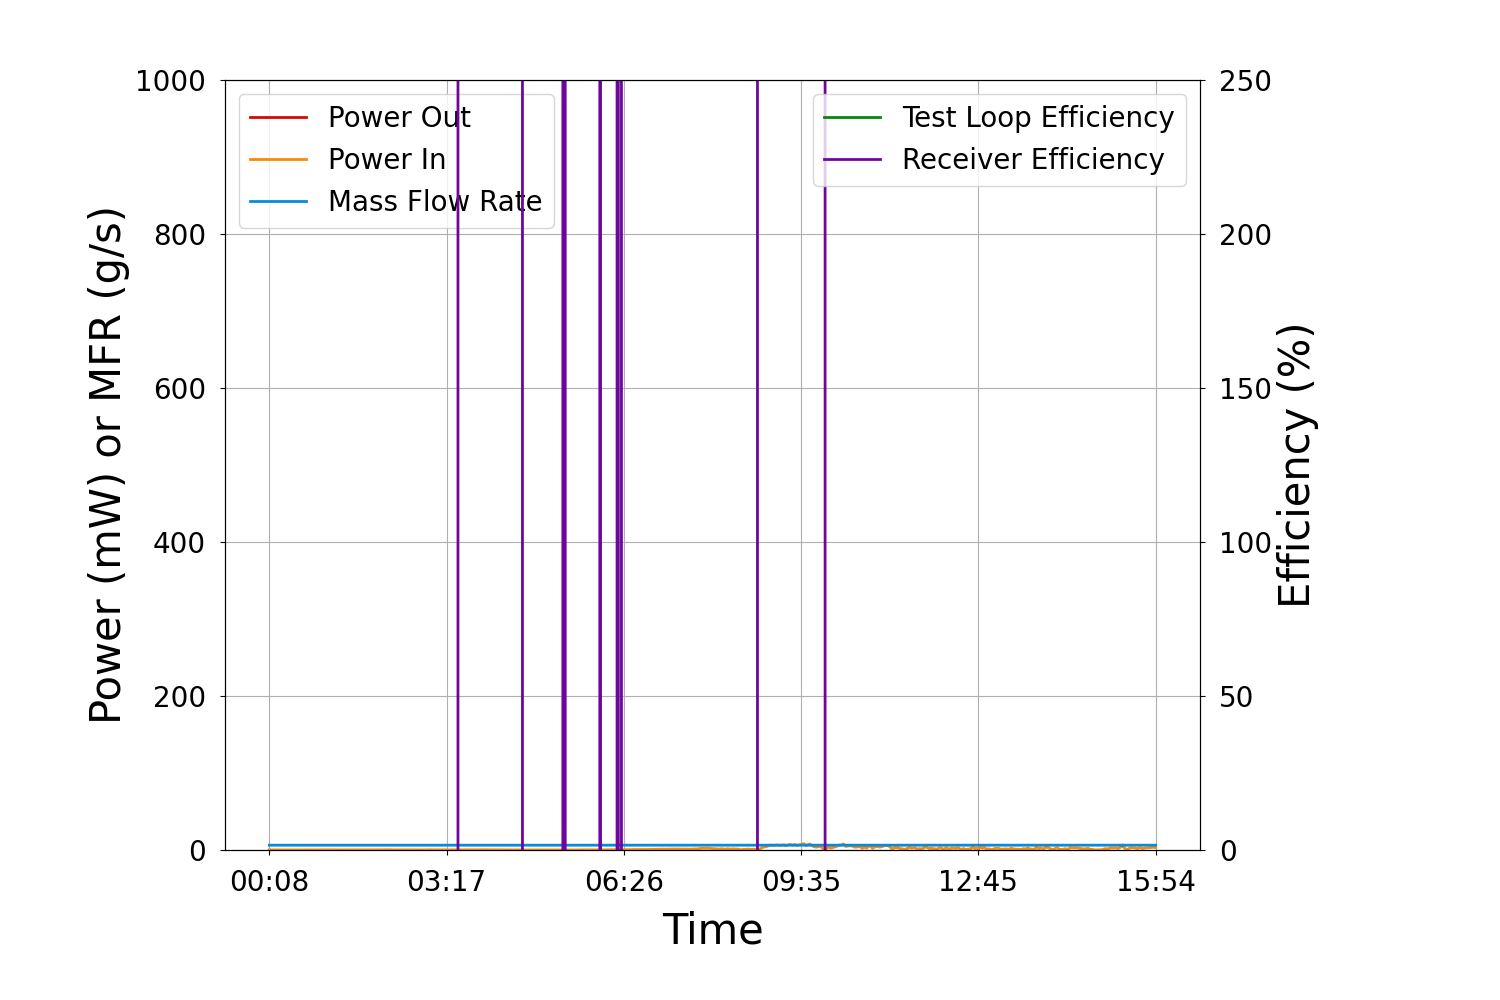 1000
800
600
400
200
0
Power (mW) or MFR (g/s)
Power Out
Power In
Mass Flow Rate
Test Loop Efficiency
Receiver Efficiency
250
200
150
100
50
0
Efficiency (%)
00:08 03:17 06:26 09:35 12:45 15:54
Time